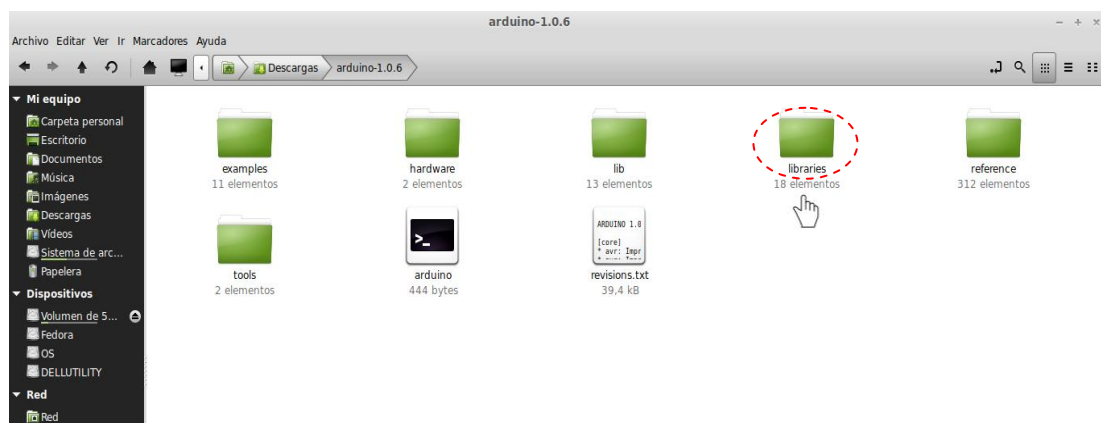 arduino-1.0.6
Archivo Editar Ver Ir Marcadores Ayuda
Descargas arduino-1.0.6
Mi equipo
Carpeta personal
Escritorio
Documentos
Música
Imágenes
Descargas
Vídeos
Sistema de arc...
Papelera
Dispositivos
Volumen de 5...
Fedora
OS
DELLUTILITY
Red
Red
examples
11 elementos
hardware
2 elementos
lib
13 elementos
libraries
18 elementos
reference
312 elementos
tools
2 elementos
>_
arduino
444 bytes
ARDUINO 1.0
[core]
* avr: Impr
revisions.txt
39,4 kB